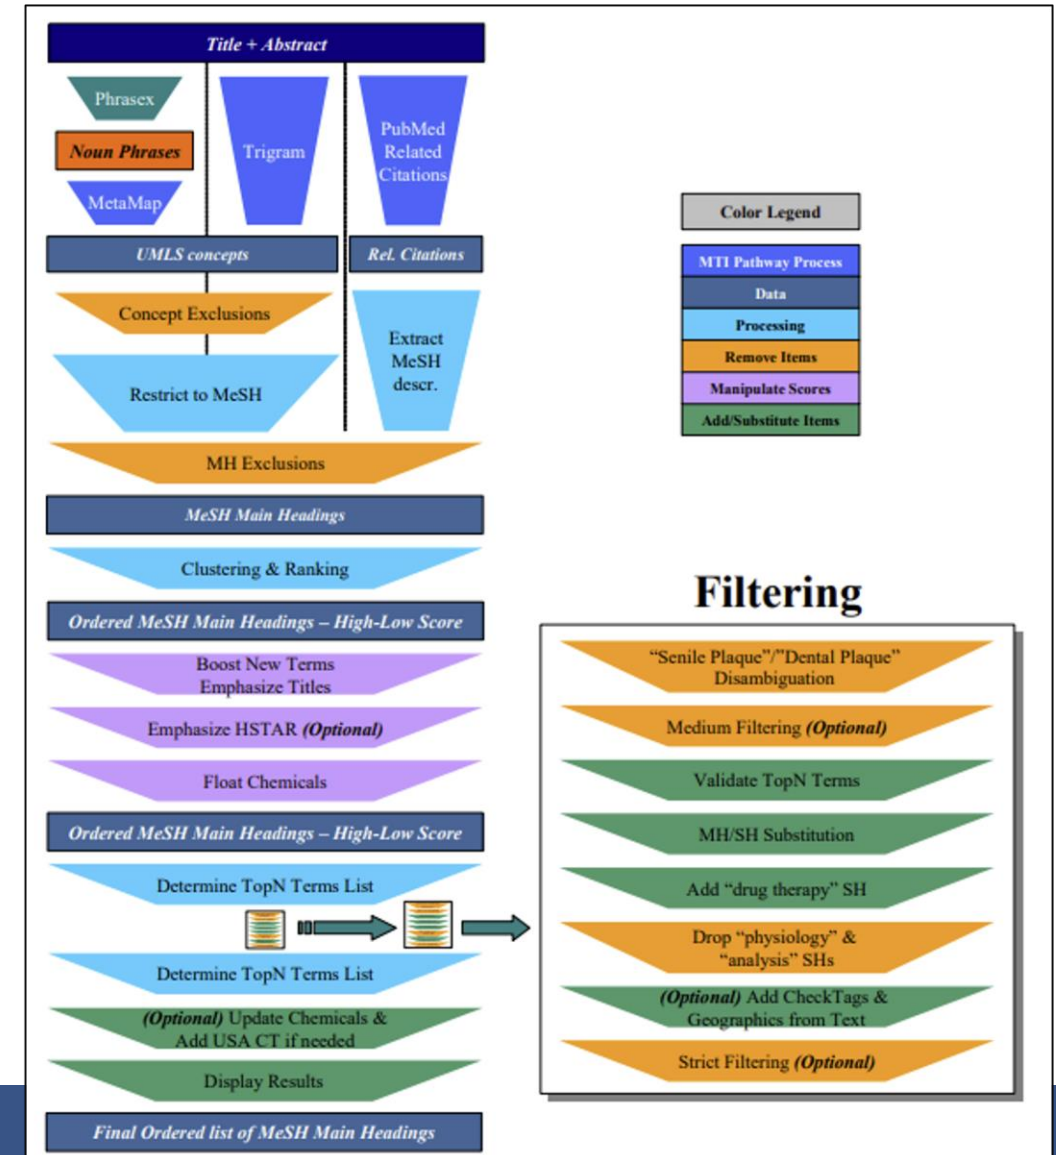 Title + Abstract
Phrasex
Noun Phrases
MetaMap
Trigram
PubMed
Related
Citations
UMLS concepts
Rel. Citations
Concept Exclusions
Restrict to MeSH
Extract
MeSH
descr.
MH Exclusions
MeSH Main Headings
Clustering & Ranking
Ordered MeSH Main Headings – High-Low Score
Boost New Terms
Emphasize Titles
Emphasize HSTAR (Optional)
Float Chemicals
Ordered MeSH Main Headings – High-Low Score
Determine TopN Terms List
Determine TopN Terms List
(Optional) Update Chemicals &
Add USA CT if needed
Display Results
Final Ordered list of MeSH Main Headings
Color Legend
MTI Pathway Process
Data
Processing
Remove Items
Manipulate Scores
Add/Substitute Items
Filtering
“Senile Plaque”/”Dental Plaque”
Disambiguation
Medium Filtering (Optional)
Validate TopN Terms
MH/SH Substitution
Add “drug therapy” SH
Drop “physiology” &
“analysis” SHs
(Optional) Add CheckTags &
Geographics from Text
Strict Filtering (Optional)